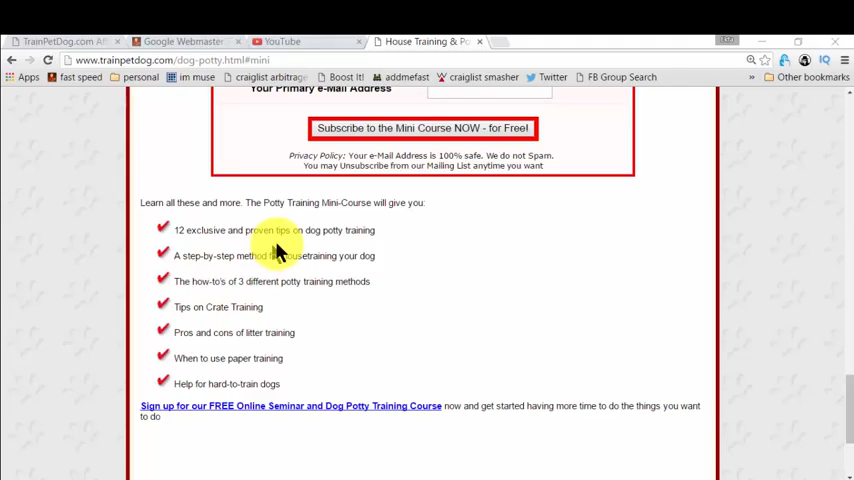 TrainPetDog.com Aff
Google Webmaster
YouTube
House Training & Po
www.trainpetdog.com/dog-potty.html#mini
Apps fast speed personal im muse craiglist arbitrage Boost It! addmefast craiglist smasher Twitter FB Group Search » Other bookmarks
Your Primary e-Mail Address
Subscribe to the Mini Course NOW - for Free!
Privacy Policy: Your e-Mail Address is 100% safe. We do not Spam.
You may Unsubscribe from our Mailing List anytime you want
Learn all these and more. The Potty Training Mini-Course will give you:
12 exclusive and proven tips on dog potty training
A step-by-step method for housetraining your dog
The how-to's of 3 different potty training methods
Tips on Crate Training
Pros and cons of litter training
When to use paper training
Help for hard-to-train dogs
Sign up for our FREE Online Seminar and Dog Potty Training Course now and get started having more time to do the things you want
to do